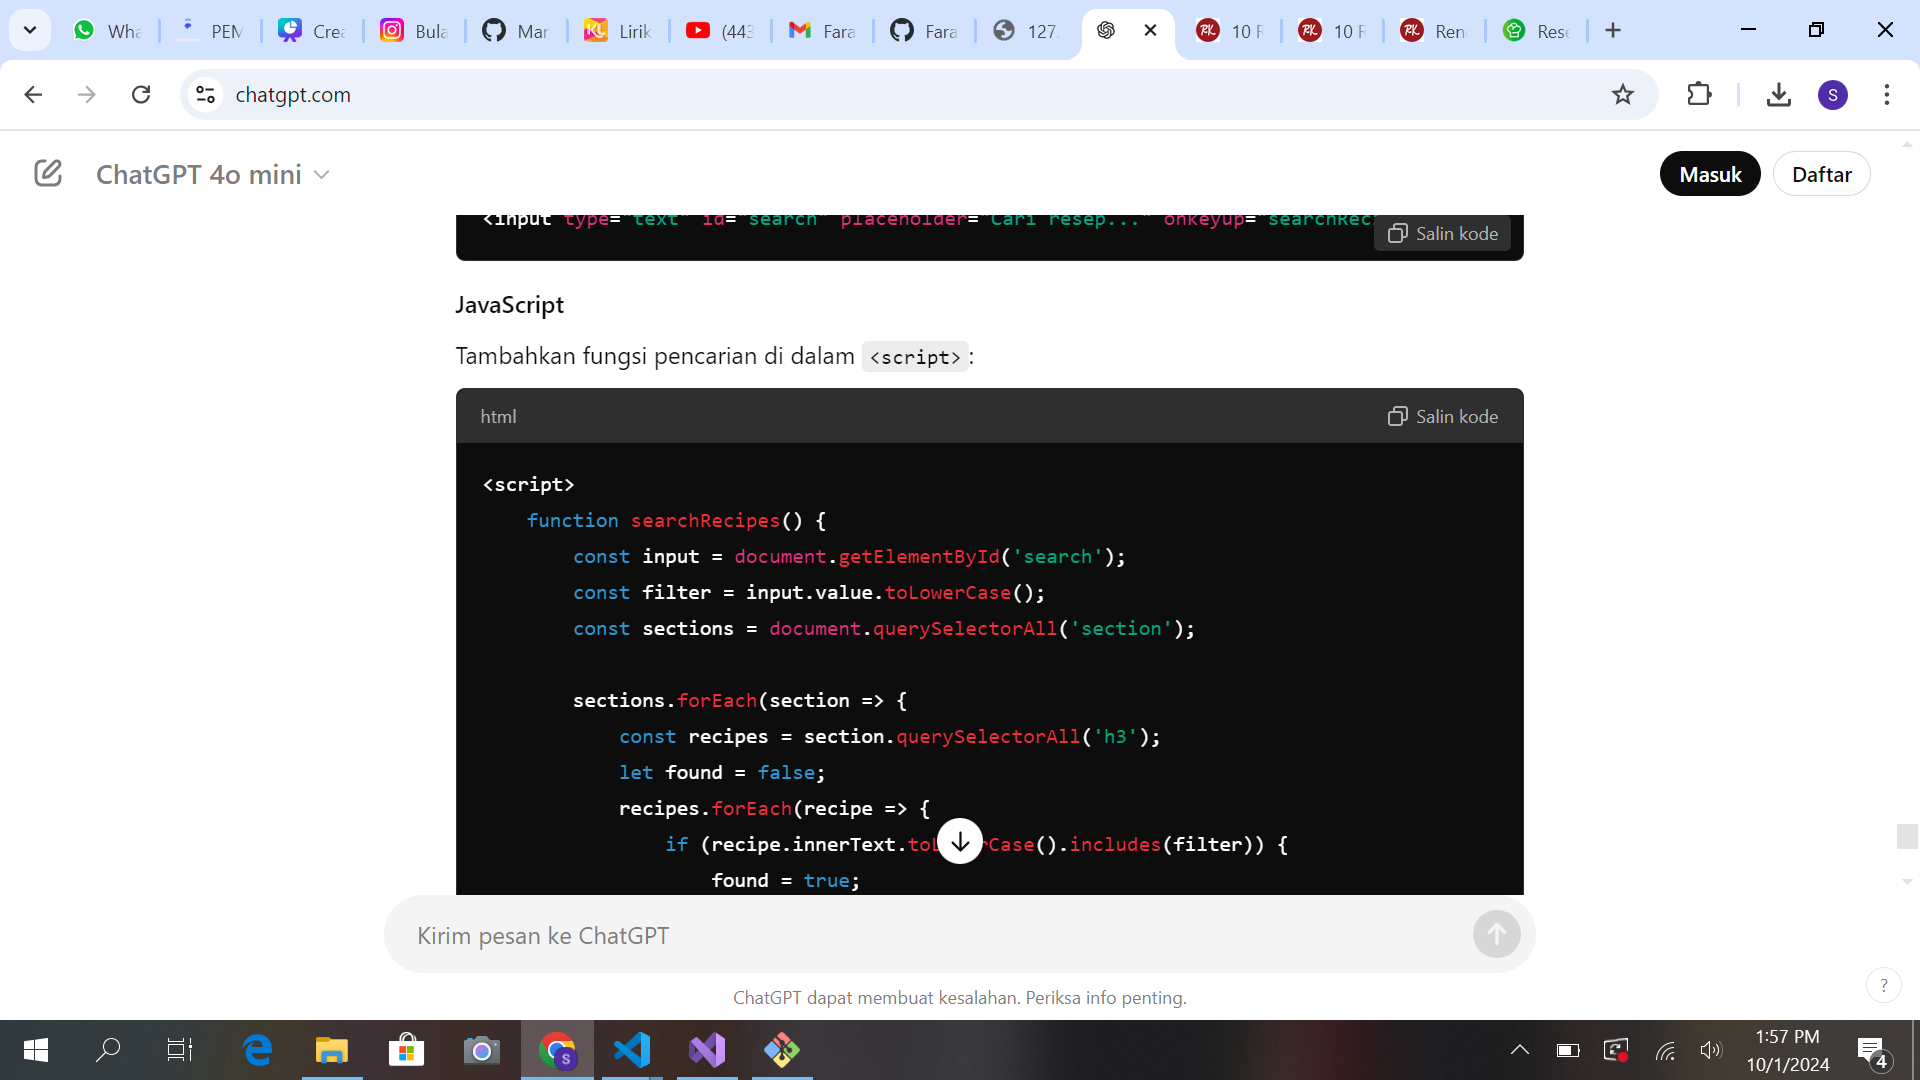 Wha
PEM
Crea
Bula
Mar
Lirik
(443
Fara
Fara
127.
10 R
10 R
Ren
Rese
chatgpt.com
S
ChatGPT 4o mini
Masuk
Daftar
<input type="text" id="search" placeholder="Cari resep..." onkeyup="searchRec
Salin kode
JavaScript
Tambahkan fungsi pencarian di dalam <script>:
html
Salin kode
<script>
function searchRecipes() {
const input = document.getElementById('search');
const filter = input.value.toLowerCase();
const sections = document.querySelectorAll('section');
sections.forEach(section => {
const recipes = section.querySelectorAll('h3');
let found = false;
recipes.forEach(recipe => {
if (recipe.innerText.toLowerCase().includes(filter)) {
found = true;
Kirim pesan ke ChatGPT
ChatGPT dapat membuat kesalahan. Periksa info penting.
?
S
1:57 PM
10/1/2024
4